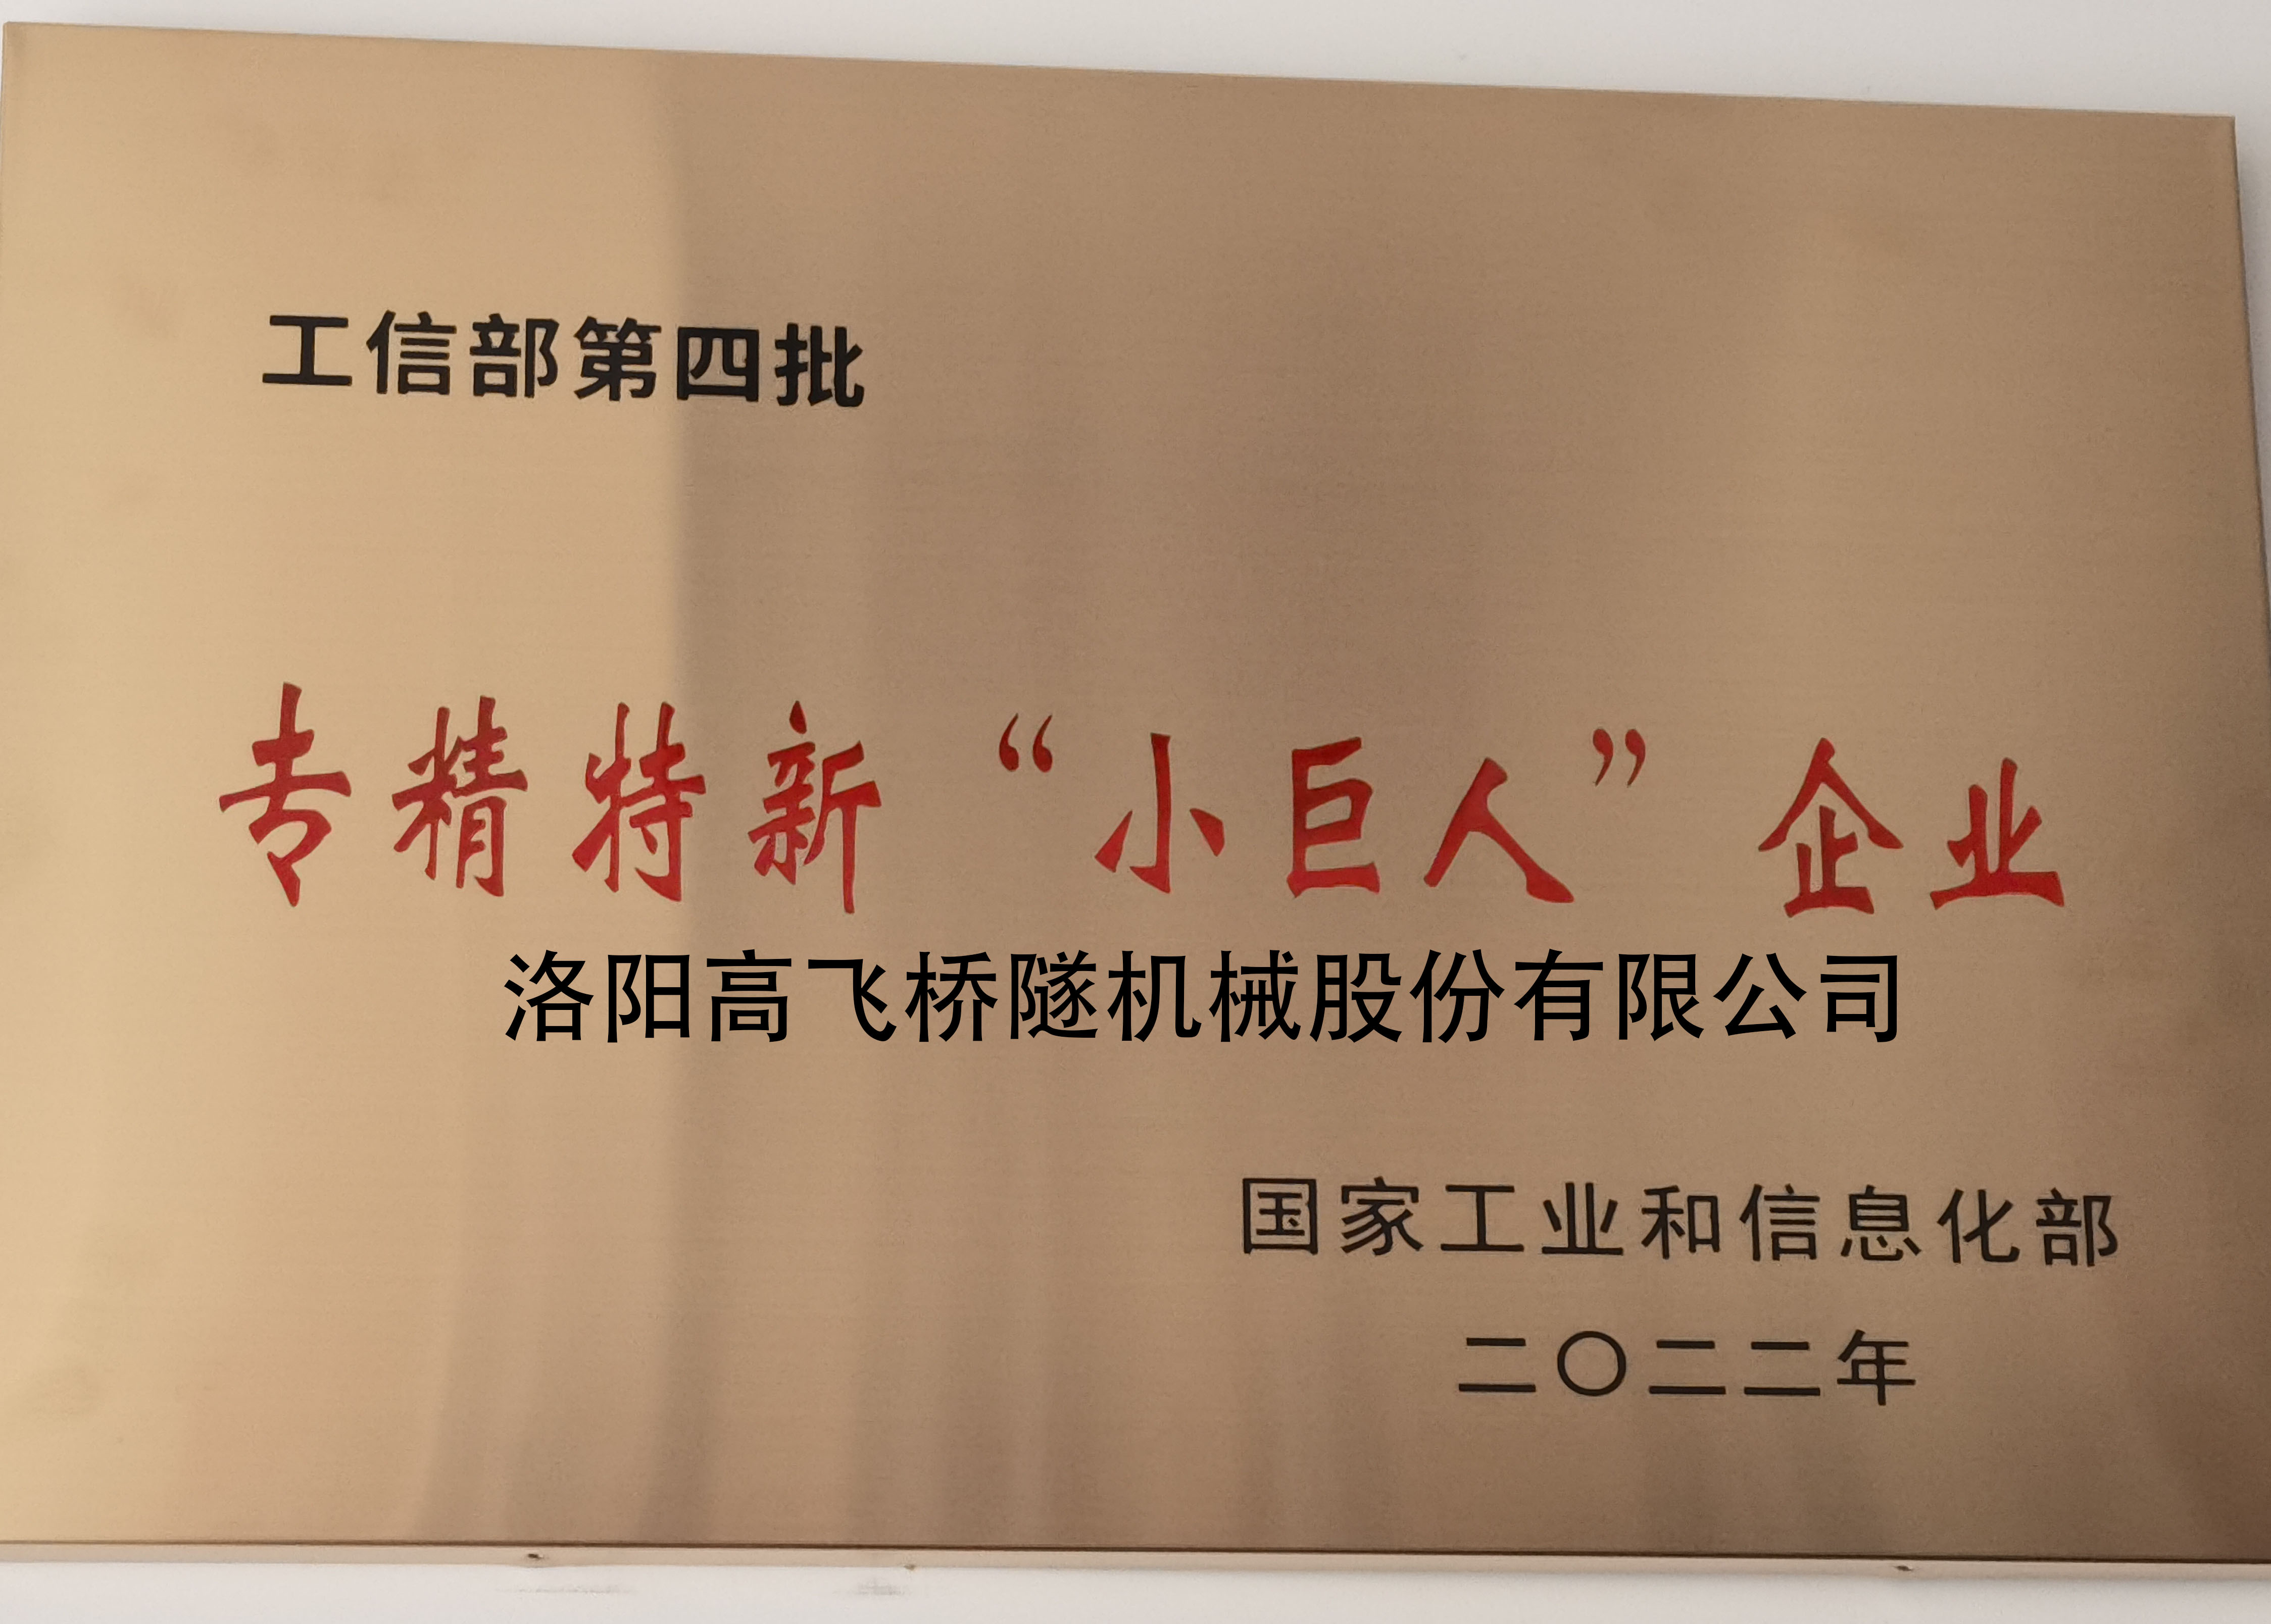 工信部第四批
专精特新“小巨人”企业
洛阳高飞桥隧机械股份有限公司
国家工业和信息化部
二〇二二年